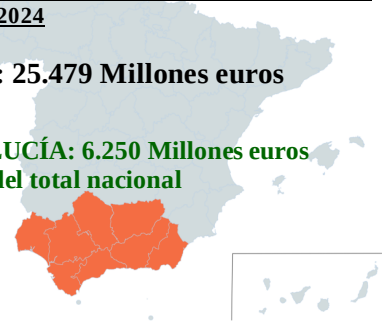 2024
: 25.479 Millones euros
LUCÍA: 6.250 Millones euros
del total nacional